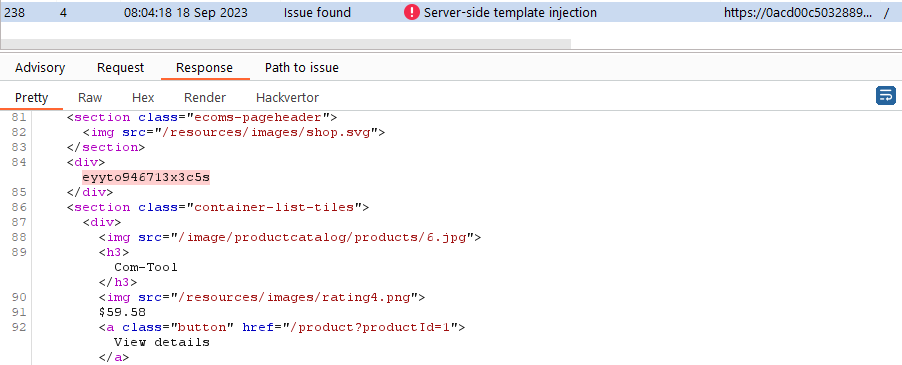 238 4 08:04:18 18 Sep 2023 Issue found Server-side template injection https://0acd00c5032889... /
Advisory Request Response Path to issue
Pretty Raw Hex Render Hackvertor
81 <section class="ecoms-pageheader">
82 <img src="/resources/images/shop.svg">
83 </section>
84 <div>
eyyto946713x3c5s
85 </div>
86 <section class="container-list-tiles">
87 <div>
88 <img src="/image/productcatalog/products/6.jpg">
89 <h3>
Com-Tool
</h3>
90 <img src="/resources/images/rating4.png">
91 $59.58
92 <a class="button" href="/product?productId=1">
View details
</a>